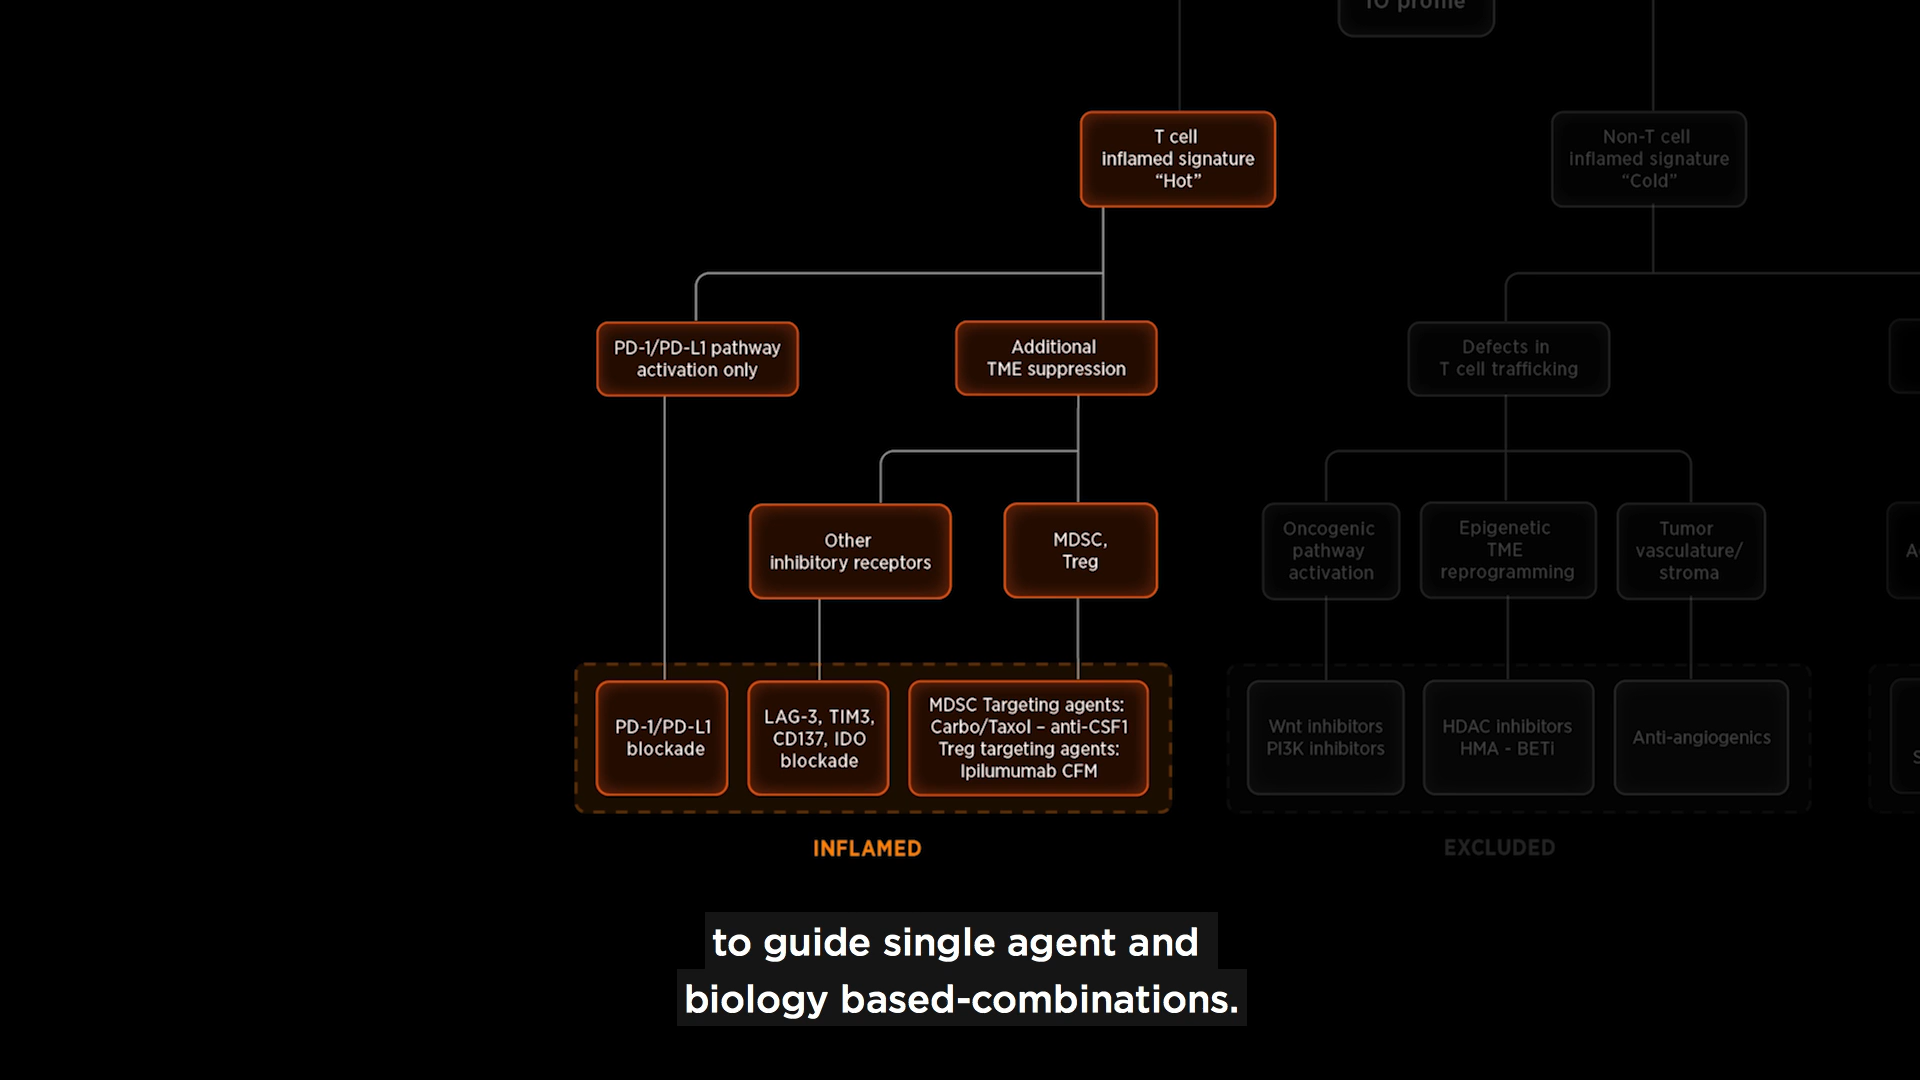 IO profile
T cell
inflamed signature
“Hot”
Non-T cell
inflamed signature
“Cold”
PD-1/PD-L1 pathway
activation only
Additional
TME suppression
Defects in
T cell trafficking
Other
inhibitory receptors
MDSC,
Treg
Oncogenic
pathway
activation
Epigenetic
TME
reprogramming
Tumor
vasculature/
stroma
PD-1/PD-L1
blockade
LAG-3, TIM3,
CD137, IDO
blockade
MDSC Targeting agents:
Carbo/Taxol – anti-CSF1
Treg targeting agents:
Ipilumumab CFM
Wnt inhibitors
PI3K inhibitors
HDAC inhibitors
HMA - BETi
Anti-angiogenics
INFLAMED
EXCLUDED
to guide single agent and
biology based-combinations.